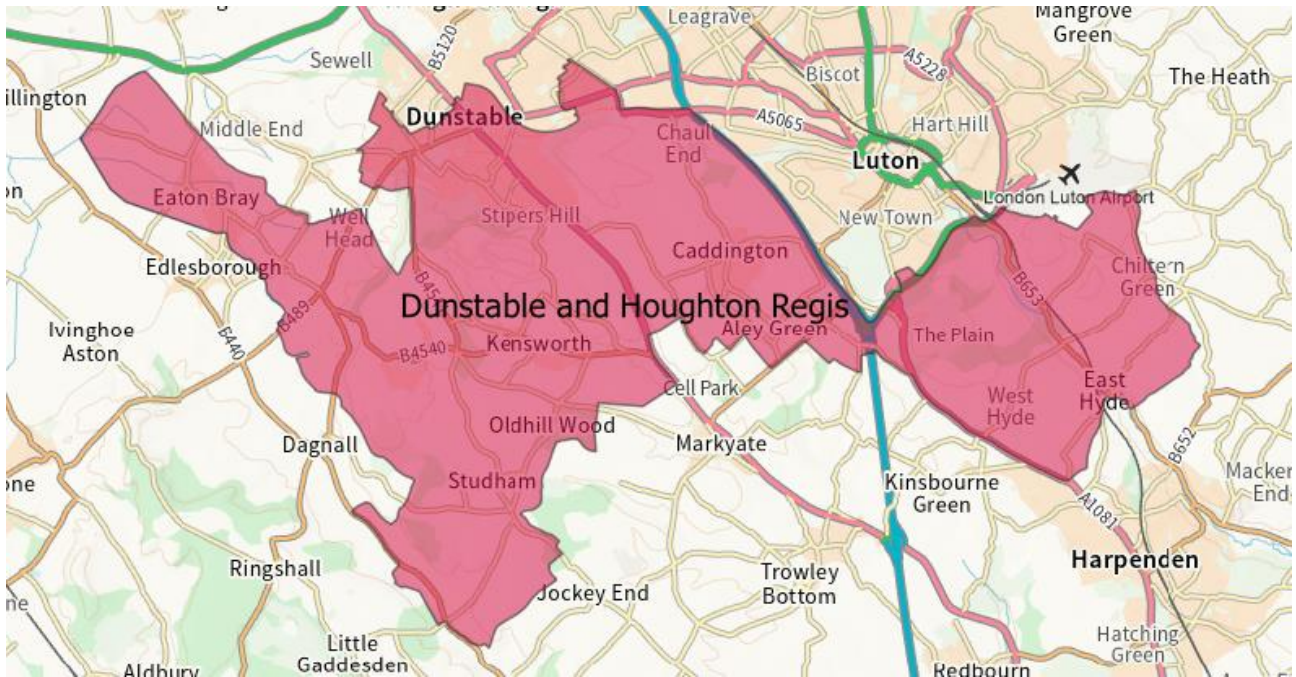 Leagrave
Mangrove
Green
B5120
Sewell
A5228
Biscot
The Heath
illington
Middle End
Dunstable
A5065
Hart Hill
Chaul
End
Luton
on
Eaton Bray
London Luton Airport
Well
Head
Stipers Hill
New Town
Caddington
Edlesborough
B653
Chiltern
Green
Dunstable and Houghton Regis
B489
Ivinghoe
Aston
B440
Aley Green
The Plain
B4540
Kensworth
Cell Park
West
Hyde
East
Hyde
Oldhill Wood
Dagnall
Markyate
B652
one
Studham
Kinsbourne
Green
Macker
End
A1081
Ringshall
Harpenden
Trowley
Bottom
Jockey End
ne
Little
Gaddesden
Hatching
Green
Aldbury
Redbourn